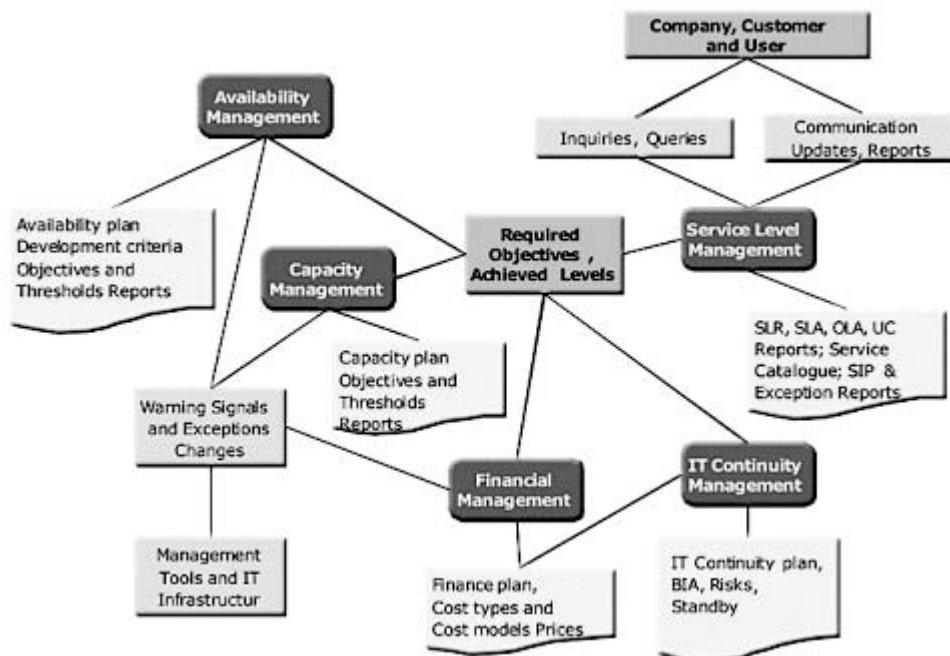 Company, Customer
and User
Availability
Management
Inquiries, Queries
Communication
Updates, Reports
Availability plan
Development criteria
Objectives and
Thresholds Reports
Capacity
Management
Required
Objectives ,
Achieved Levels
Service Level
Management
Capacity plan
Objectives and
Thresholds
Reports
SLR, SLA, OLA, UC
Reports; Service
Catalogue; SIP &
Exception Reports
Warning Signals
and Exceptions
Changes
Financial
Management
IT Continuity
Management
Management
Tools and IT
Infrastructur
Finance plan,
Cost types and
Cost models Prices
IT Continuity plan,
BIA, Risks,
Standby